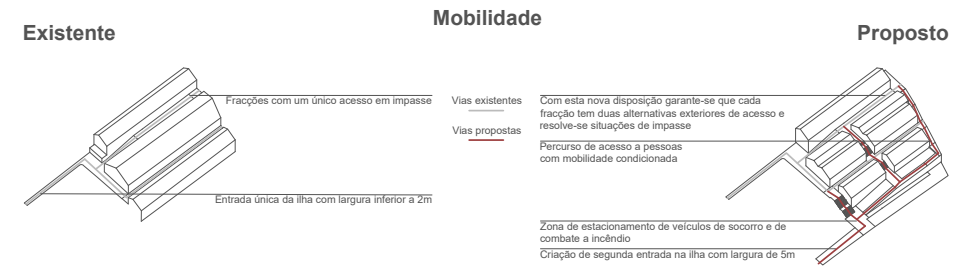 Mobilidade
Existente
Proposto
Fracções com um único acesso em impasse
Entrada única da ilha com largura inferior a 2m
Vias existentes
Vias propostas
Com esta nova disposição garante-se que cada
fracção tem duas alternativas exteriores de acesso e
resolve-se situações de impasse
Percurso de acesso a pessoas
com mobilidade condicionada
Zona de estacionamento de veículos de socorro e de
combate a incêndio
Criação de segunda entrada na ilha com largura de 5m